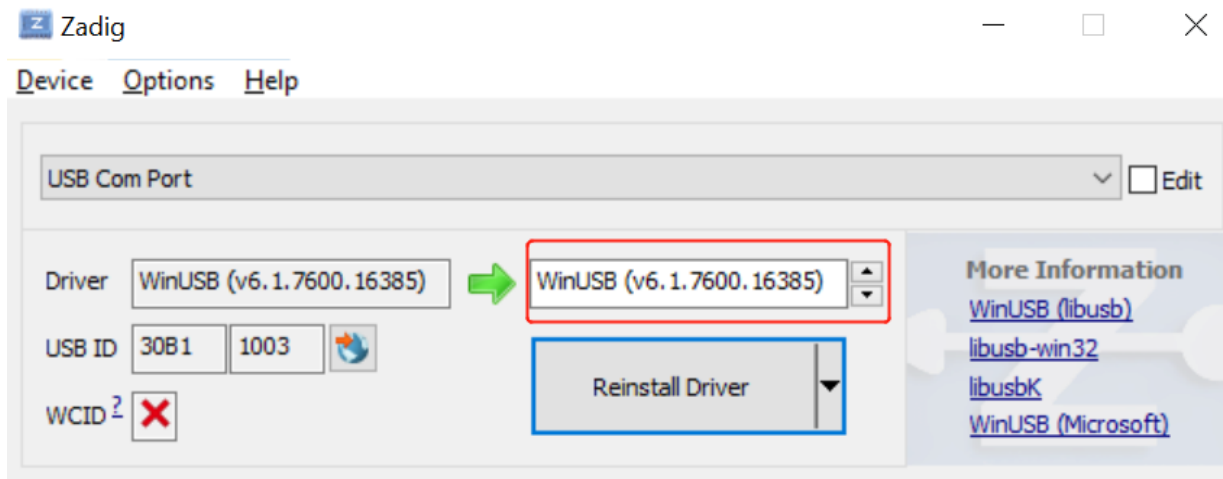 Zadig
Device Options Help
USB Com Port Edit
Driver WinUSB (v6.1.7600.16385) WinUSB (v6.1.7600.16385)
USB ID 30B1 1003
WCID ?
Reinstall Driver
More Information
WinUSB (libusb)
libusb-win32
libusbK
WinUSB (Microsoft)